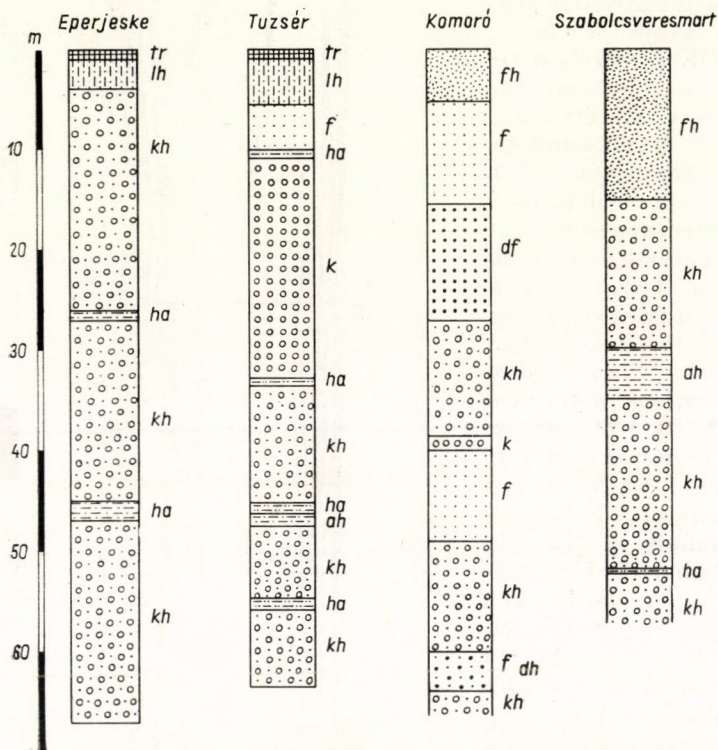 Eperjeske
Tuzsér
Komoró
Szabolcsveresmart
m
10
20
30
40
50
60
tr
lh
kh
ha
kh
ha
kh
tr
lh
f
ha
k
ha
kh
ha
ah
kh
ha
kh
fh
f
df
kh
k
f
kh
f dh
kh
fh
kh
ah
kh
ha
kh